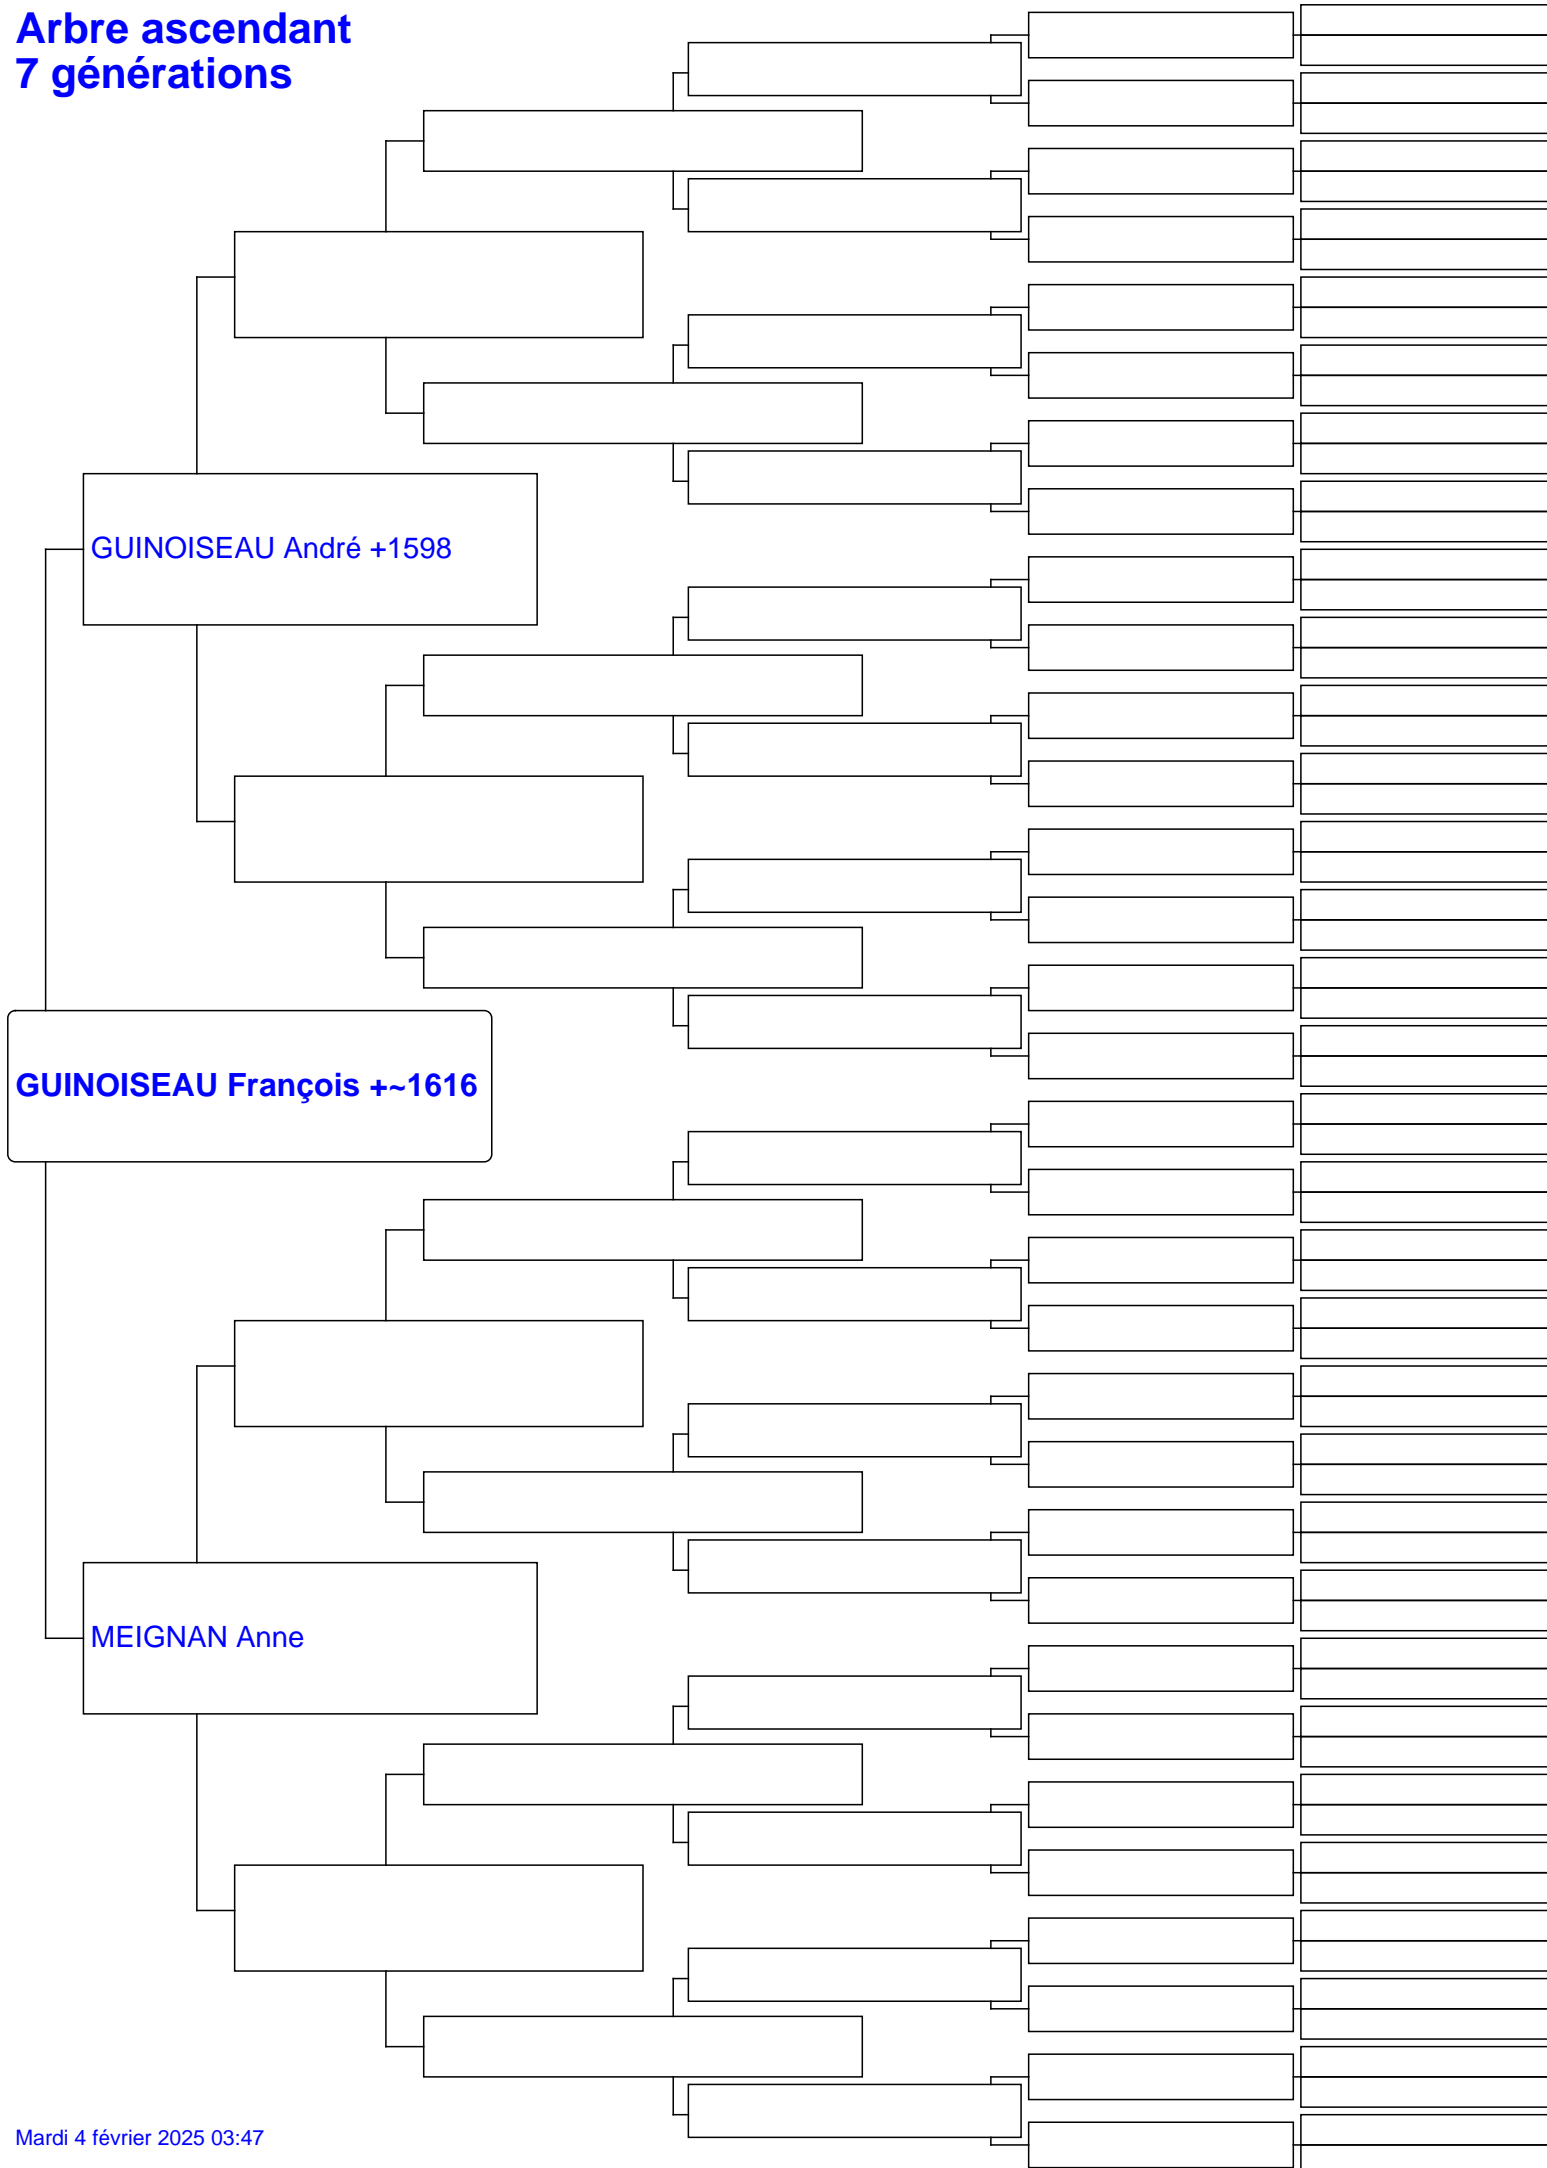 Arbre ascendant
7 générations
GUINOISEAU André +1598
GUINOISEAU François +~1616
MEIGNAN Anne
Mardi 4 février 2025 03:47